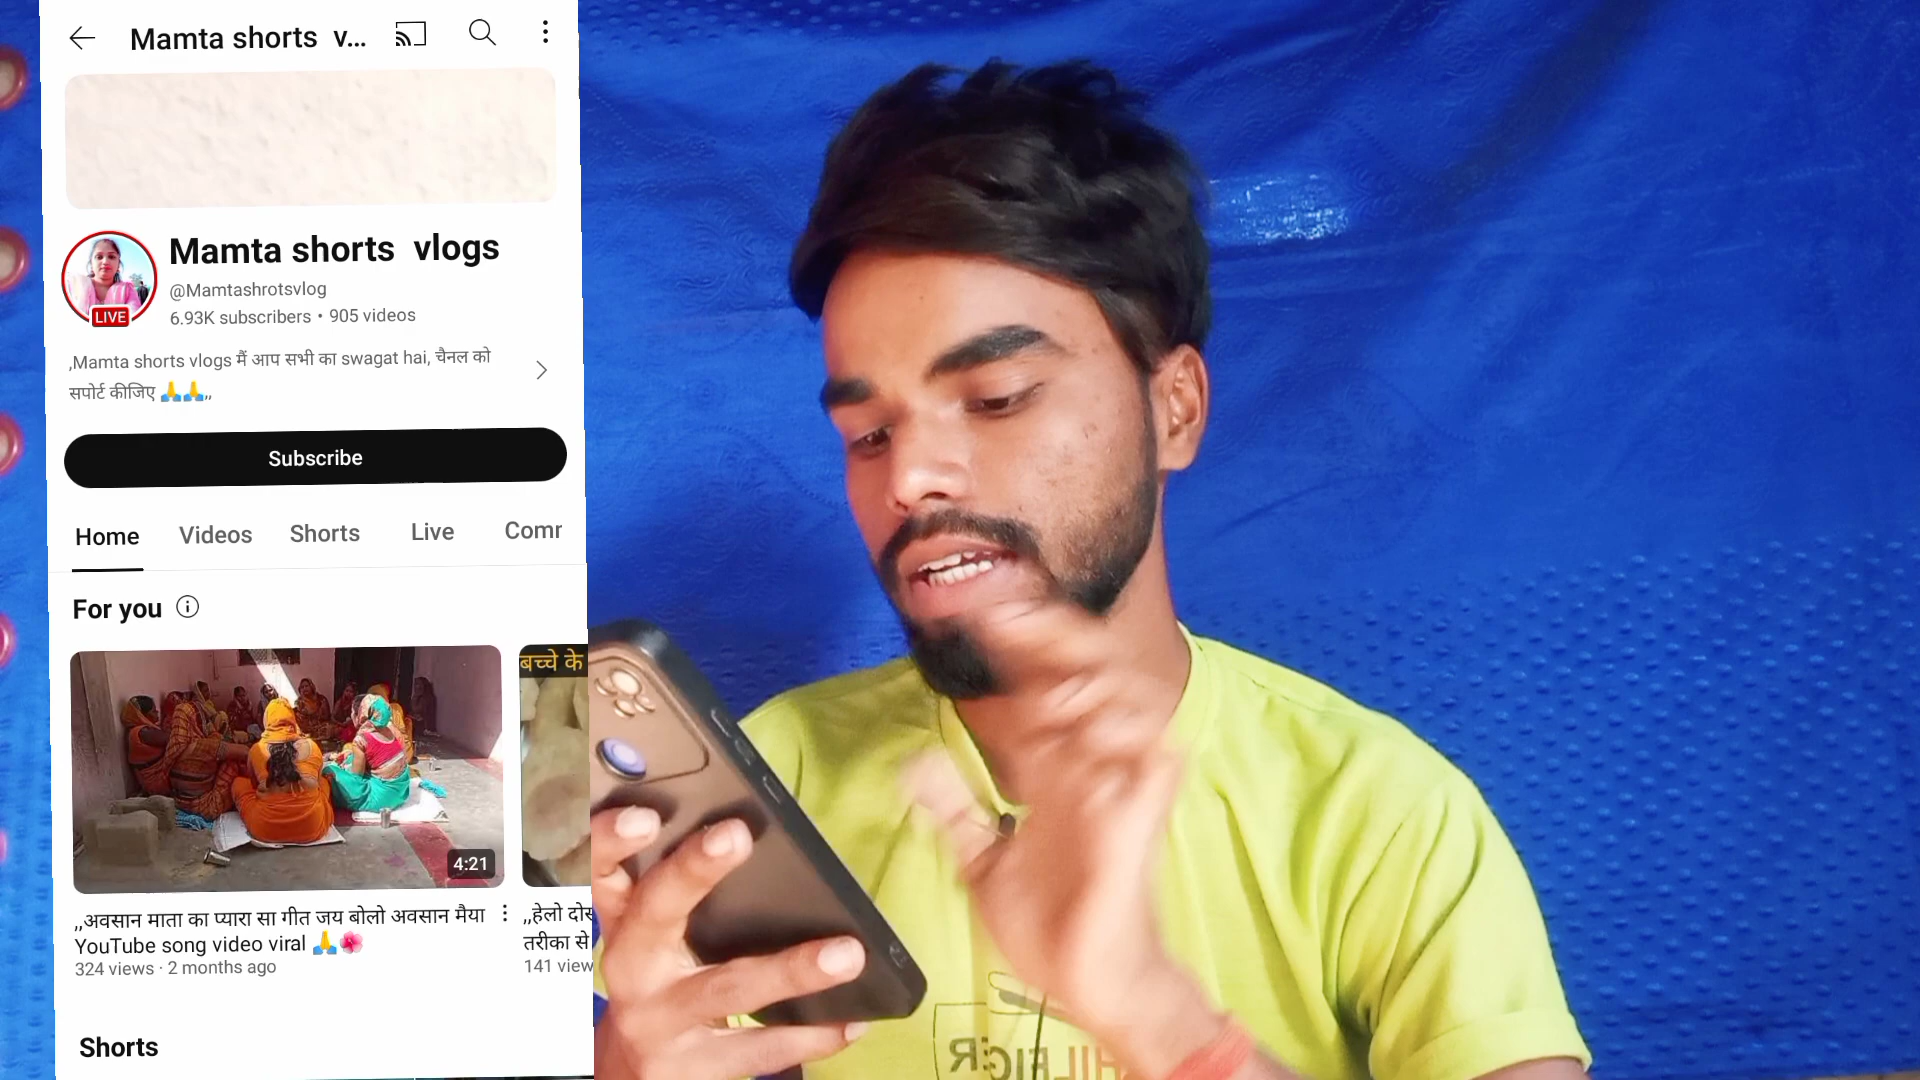 Mamta shorts v...
Mamta shorts vlogs
@Mamtashrotsvlog
6.93K subscribers • 905 videos
LIVE
,Mamta shorts vlogs मैं आप सभी का swagat hai, चैनल को
सपोर्ट कीजिए 🙏🙏,,
Subscribe
Home Videos Shorts Live Comr
For you
बच्चे के
4:21
,,अवसान माता का प्यारा सा गीत जय बोलो अवसान मैया
YouTube song video viral 🙏🌺
324 views · 2 months ago
,,हेलो दोस
तरीका से
141 view
Shorts